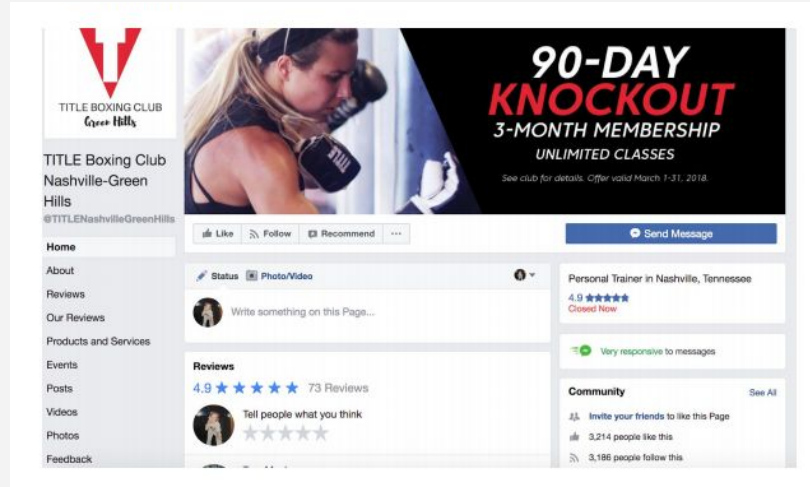 TITLE BOXING CLUB
Green Hills
TITLE Boxing Club
Nashville-Green
Hills
@TITLENashvilleGreenHills
Home
About
Reviews
Our Reviews
Products and Services
Events
Posts
Videos
Photos
Feedback
90-DAY
KNOCKOUT
3-MONTH MEMBERSHIP
UNLIMITED CLASSES
See club for details. Offer valid March 1-31, 2018.
Like Follow Recommend ...
Send Message
Status Photo/Video
Write something on this Page...
Reviews
4.9 73 Reviews
Tell people what you think
Personal Trainer in Nashville, Tennessee
4.9
Closed Now
Very responsive to messages
Community See All
Invite your friends to like this Page
3,214 people like this
3,186 people follow this